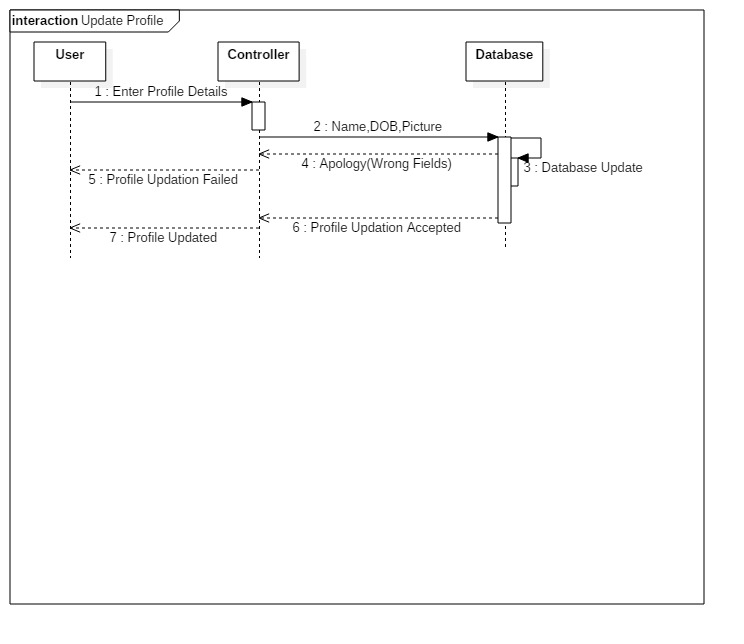 interaction Update Profile
User
Controller
Database
1 : Enter Profile Details
2 : Name,DOB,Picture
4 : Apology(Wrong Fields)
3 : Database Update
5 : Profile Updation Failed
6 : Profile Updation Accepted
7 : Profile Updated